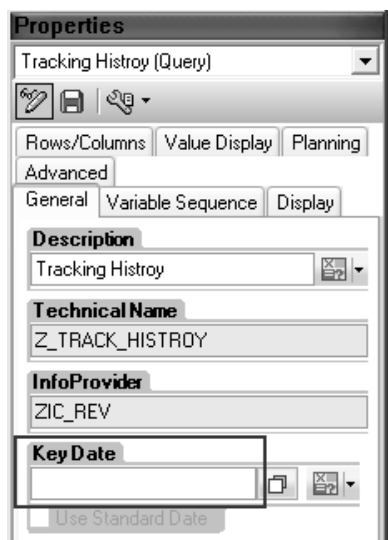 Properties
Tracking Histroy (Query)
Rows/Columns Value Display Planning
Advanced
General Variable Sequence Display
Description
Tracking Histroy
Technical Name
Z_TRACK_HISTROY
InfoProvider
ZIC_REV
Key Date
Use Standard Date